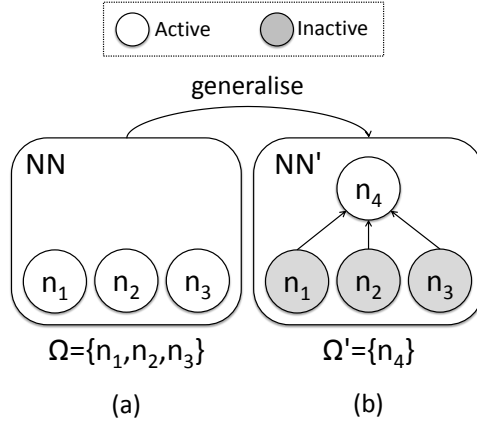 Active Inactive
generalise
NN NN'
n₄
n₁ n₂ n₃ n₁ n₂ n₃
Ω={n₁,n₂,n₃} Ω'={n₄}
(a) (b)